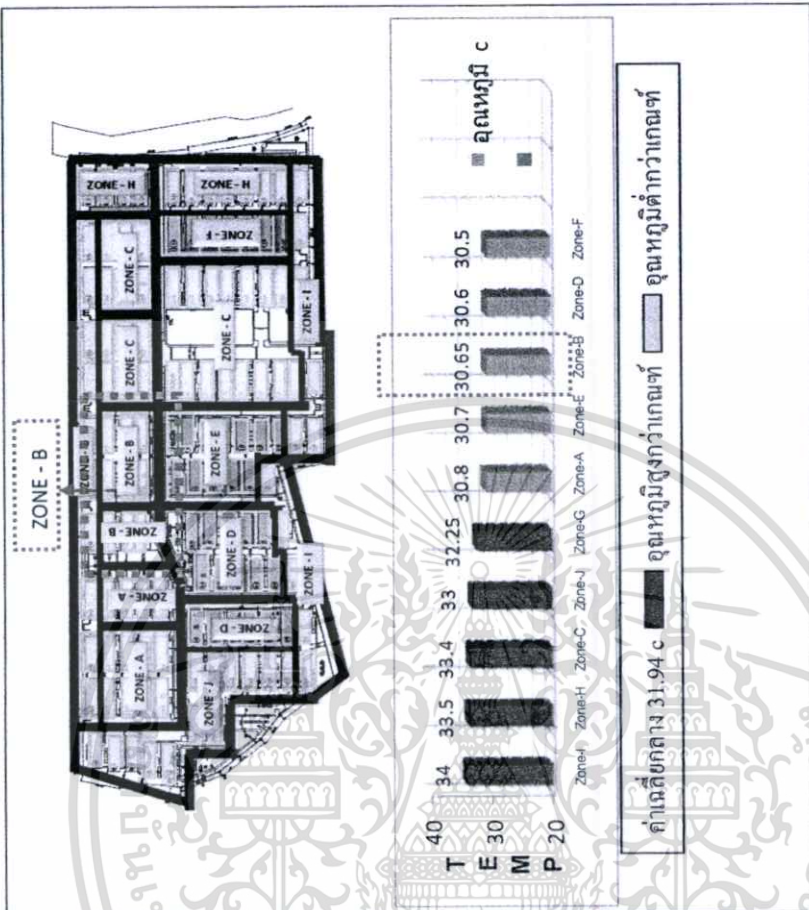 ZONE - B
ZONE - B
ZONE - A
ZONE - A
ZONE - B
ZONE - B
ZONE - C
ZONE - C
ZONE - H
ZONE - J
ZONE - D
ZONE - D
ZONE - E
ZONE - C
ZONE - F
ZONE - H
ZONE - I
ZONE - I
T E M P
40
30
20
34
33.5
33.4
33
32.25
30.8
30.7
30.65
30.6
30.5
Zone-I
Zone-H
Zone-C
Zone-J
Zone-G
Zone-A
Zone-E
Zone-B
Zone-D
Zone-F
อุณหภูมิ c
ค่าเฉลี่ยกลาง 31.94 c อุณหภูมิสูงกว่าเกณฑ์ อุณหภูมิต่ำกว่าเกณฑ์